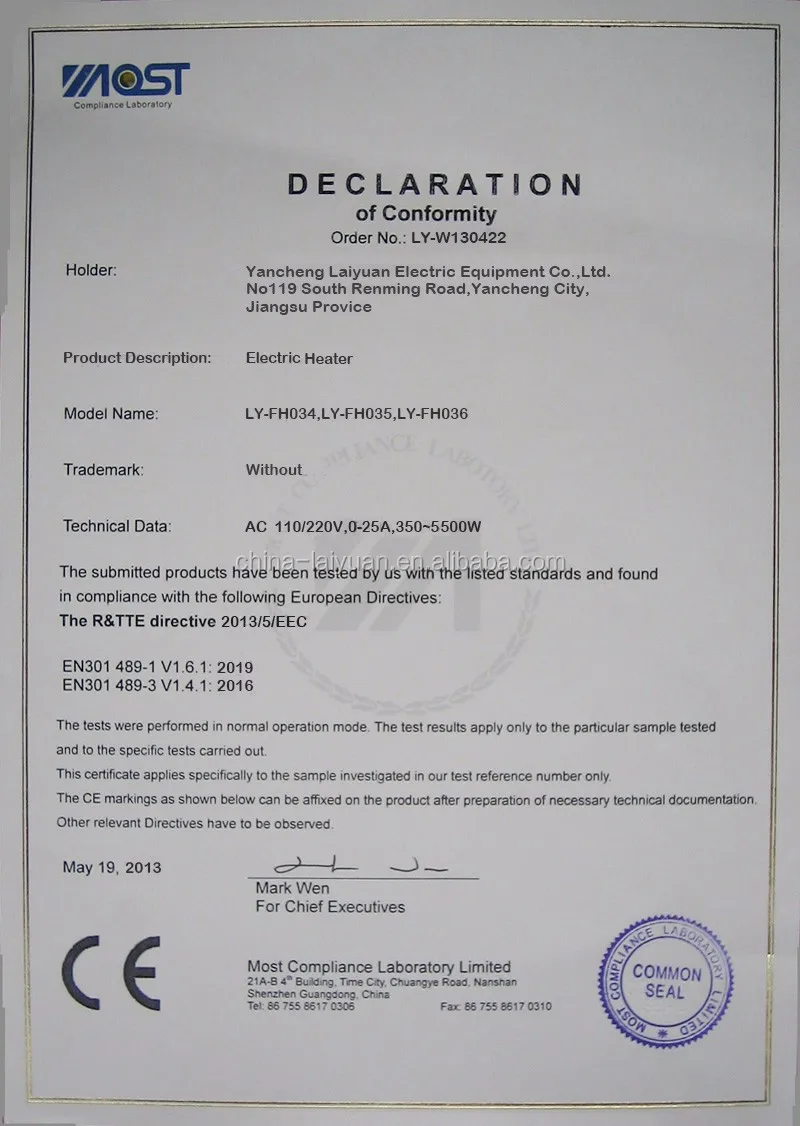 MOST
Compliance Laboratory
DECLARATION
of Conformity
Order No.: LY-W130422
Holder:
Yancheng Laiyuan Electric Equipment Co.,Ltd.
No119 South Renming Road,Yancheng City,
Jiangsu Provice
Product Description: Electric Heater
Model Name: LY-FH034,LY-FH035,LY-FH036
Trademark: Without
Technical Data: AC 110/220V,0-25A,350~5500W
china-laiyuan.en.alibaba.com
The submitted products have been tested by us with the listed standards and found
in compliance with the following European Directives:
The R&TTE directive 2013/5/EEC
EN301 489-1 V1.6.1: 2019
EN301 489-3 V1.4.1: 2016
The tests were performed in normal operation mode. The test results apply only to the particular sample tested
and to the specific tests carried out.
This certificate applies specifically to the sample investigated in our test reference number only.
The CE markings as shown below can be affixed on the product after preparation of necessary technical documentation.
Other relevant Directives have to be observed.
May 19, 2013
Mark Wen
For Chief Executives
CE
Most Compliance Laboratory Limited
21A-B 4th Building, Time City, Chuangye Road, Nanshan
Shenzhen Guangdong, China
Tel: 86 755 8617 0306 Fax: 86 755 8617 0310
MOST COMPLIANCE LABORATORY LIMITED
COMMON
SEAL